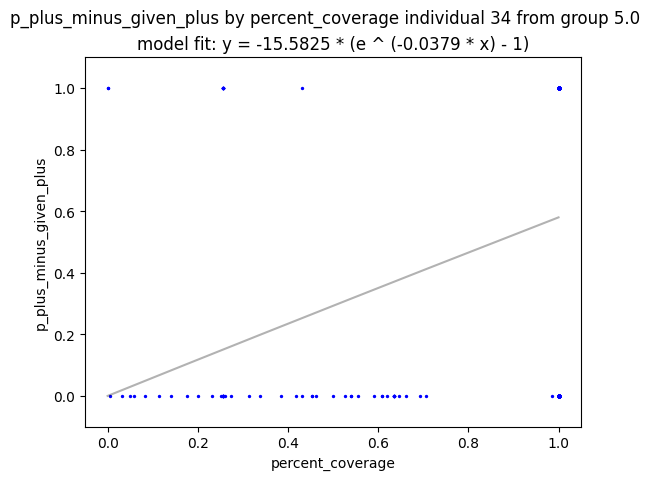 p_plus_minus_given_plus by percent_coverage individual 34 from group 5.0
model fit: y = -15.5825 * (e ^ (-0.0379 * x) - 1)
1.0
0.8
0.6
0.4
0.2
0.0
p_plus_minus_given_plus
0.0 0.2 0.4 0.6 0.8 1.0
percent_coverage